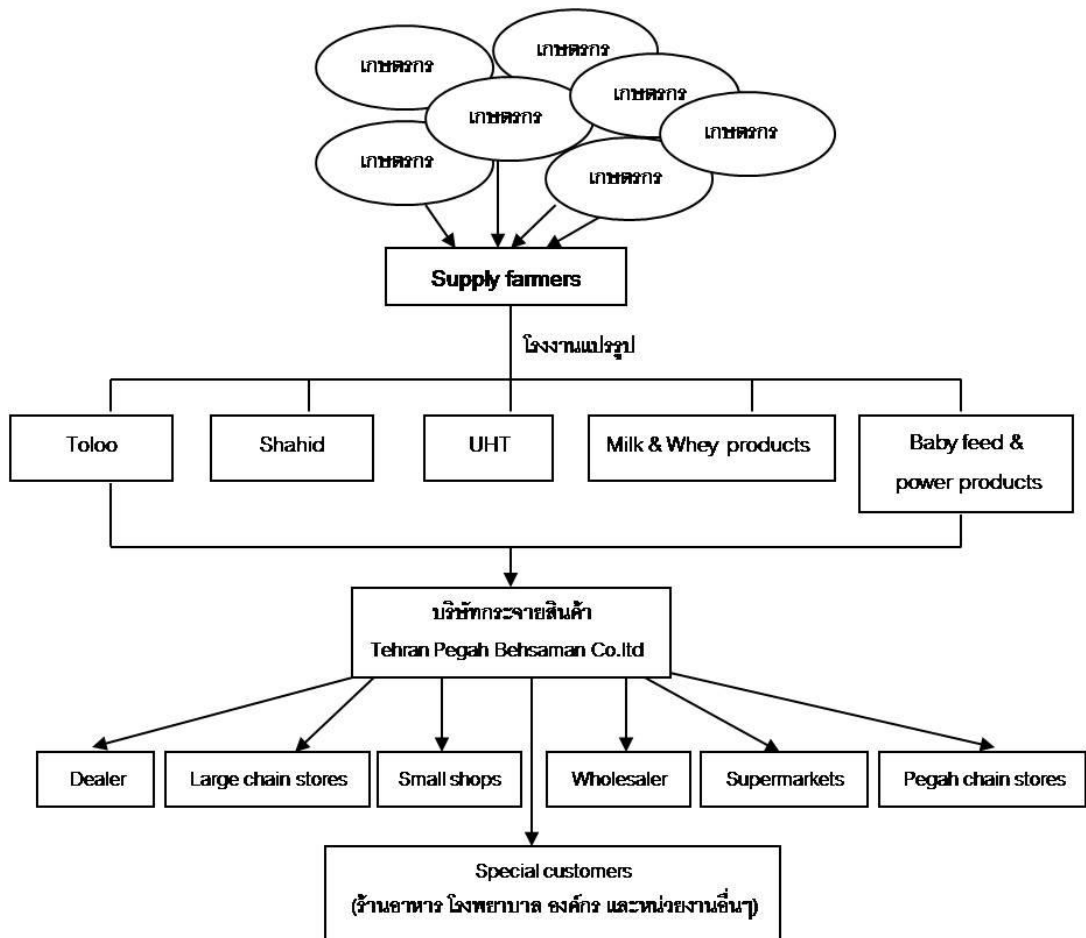 เกษตรกร
เกษตรกร
เกษตรกร
เกษตรกร
เกษตรกร
เกษตรกร
เกษตรกร
Supply farmers
โรงงานแปรรูป
Toloo
Shahid
UHT
Milk & Whey products
Baby feed &
power products
บริษัทกระจายสินค้า
Tehran Pegah Behsaman Co.ltd
Dealer
Large chain stores
Small shops
Wholesaler
Supermarkets
Pegah chain stores
Special customers
(ร้านอาหาร โรงพยาบาล องค์กร และหน่วยงานอื่นๆ)